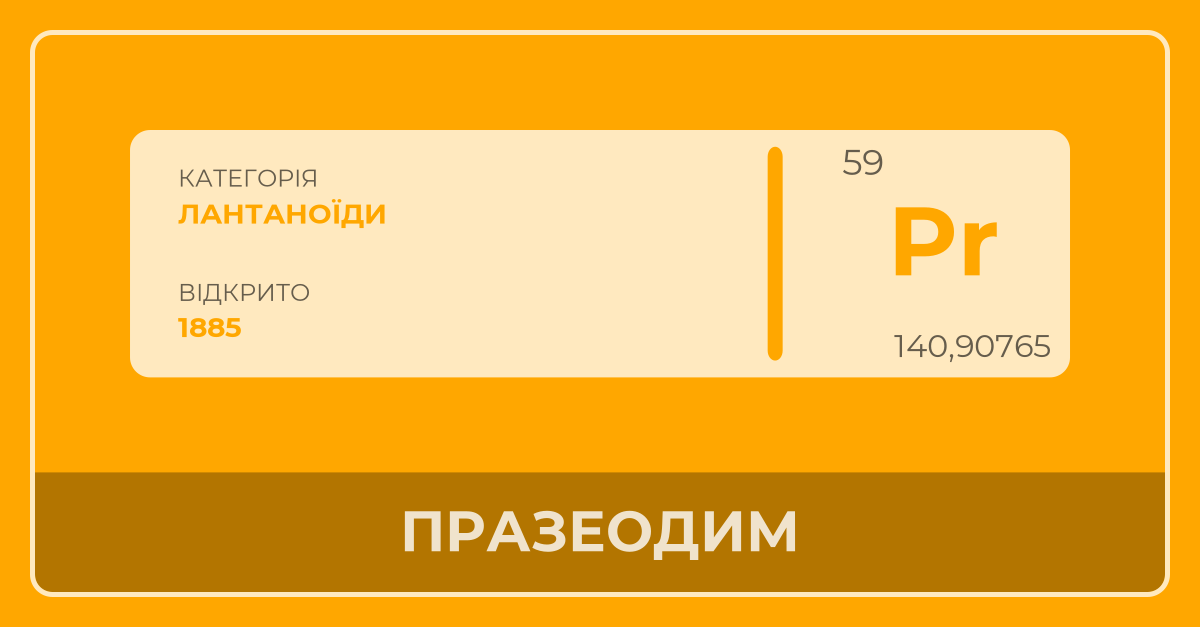 КАТЕГОРІЯ
ЛАНТАНОЇДИ
ВІДКРИТО
1885
59
Pr
140,90765
ПРАЗЕОДИМ